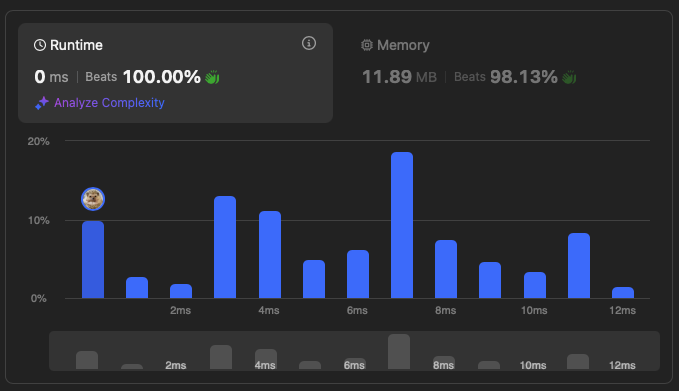 Runtime
0 ms | Beats 100.00%
Analyze Complexity
Memory
11.89 MB | Beats 98.13%
20%
10%
0%
2ms 4ms 6ms 8ms 10ms 12ms
2ms 4ms 6ms 8ms 10ms 12ms